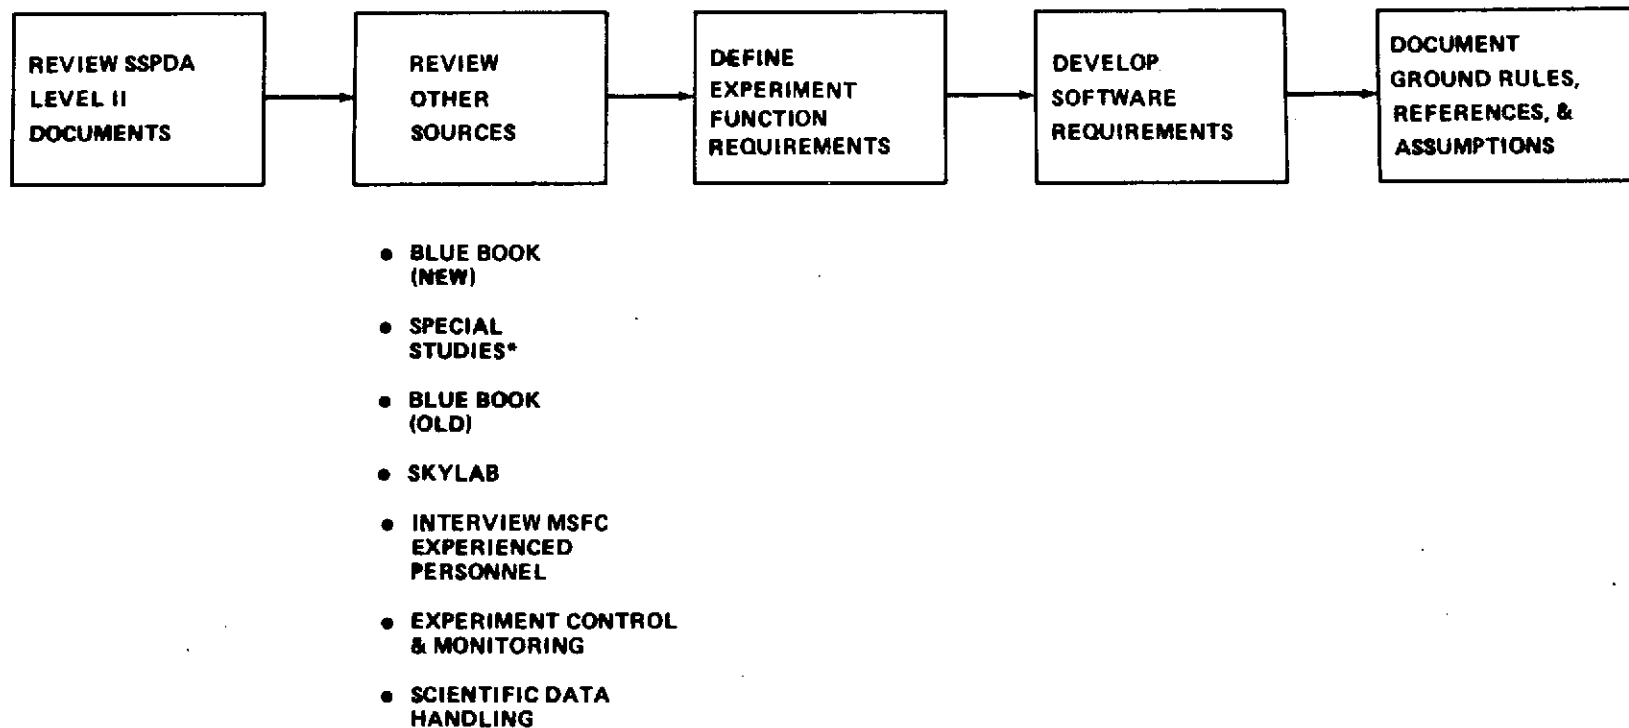 REVIEW SSPDA
LEVEL II
DOCUMENTS
REVIEW
OTHER
SOURCES
DEFINE
EXPERIMENT
FUNCTION
REQUIREMENTS
DEVELOP
SOFTWARE
REQUIREMENTS
DOCUMENT
GROUND RULES,
REFERENCES, &
ASSUMPTIONS
● BLUE BOOK
(NEW)
● SPECIAL
STUDIES*
● BLUE BOOK
(OLD)
● SKYLAB
● INTERVIEW MSFC
EXPERIENCED
PERSONNEL
● EXPERIMENT CONTROL
& MONITORING
● SCIENTIFIC DATA
HANDLING